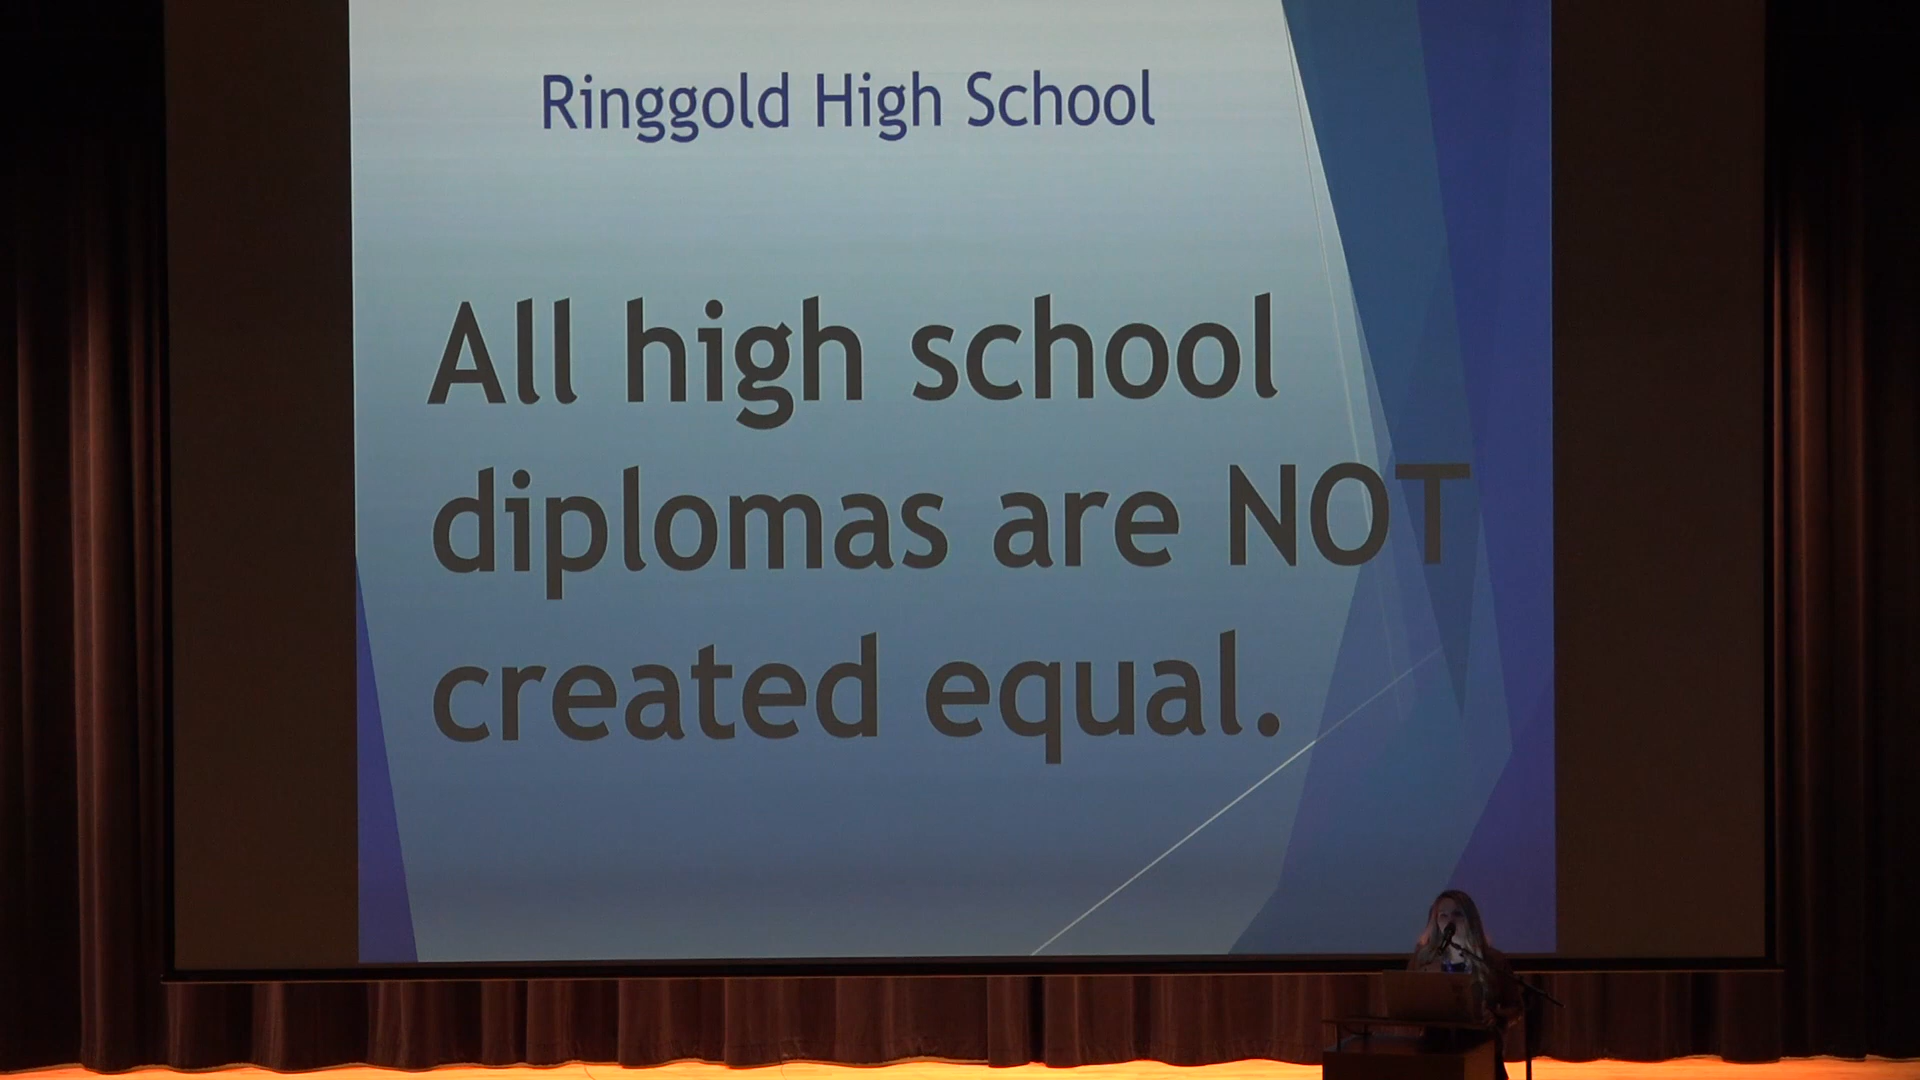 Ringgold High School
All high school
diplomas are NOT
created equal.